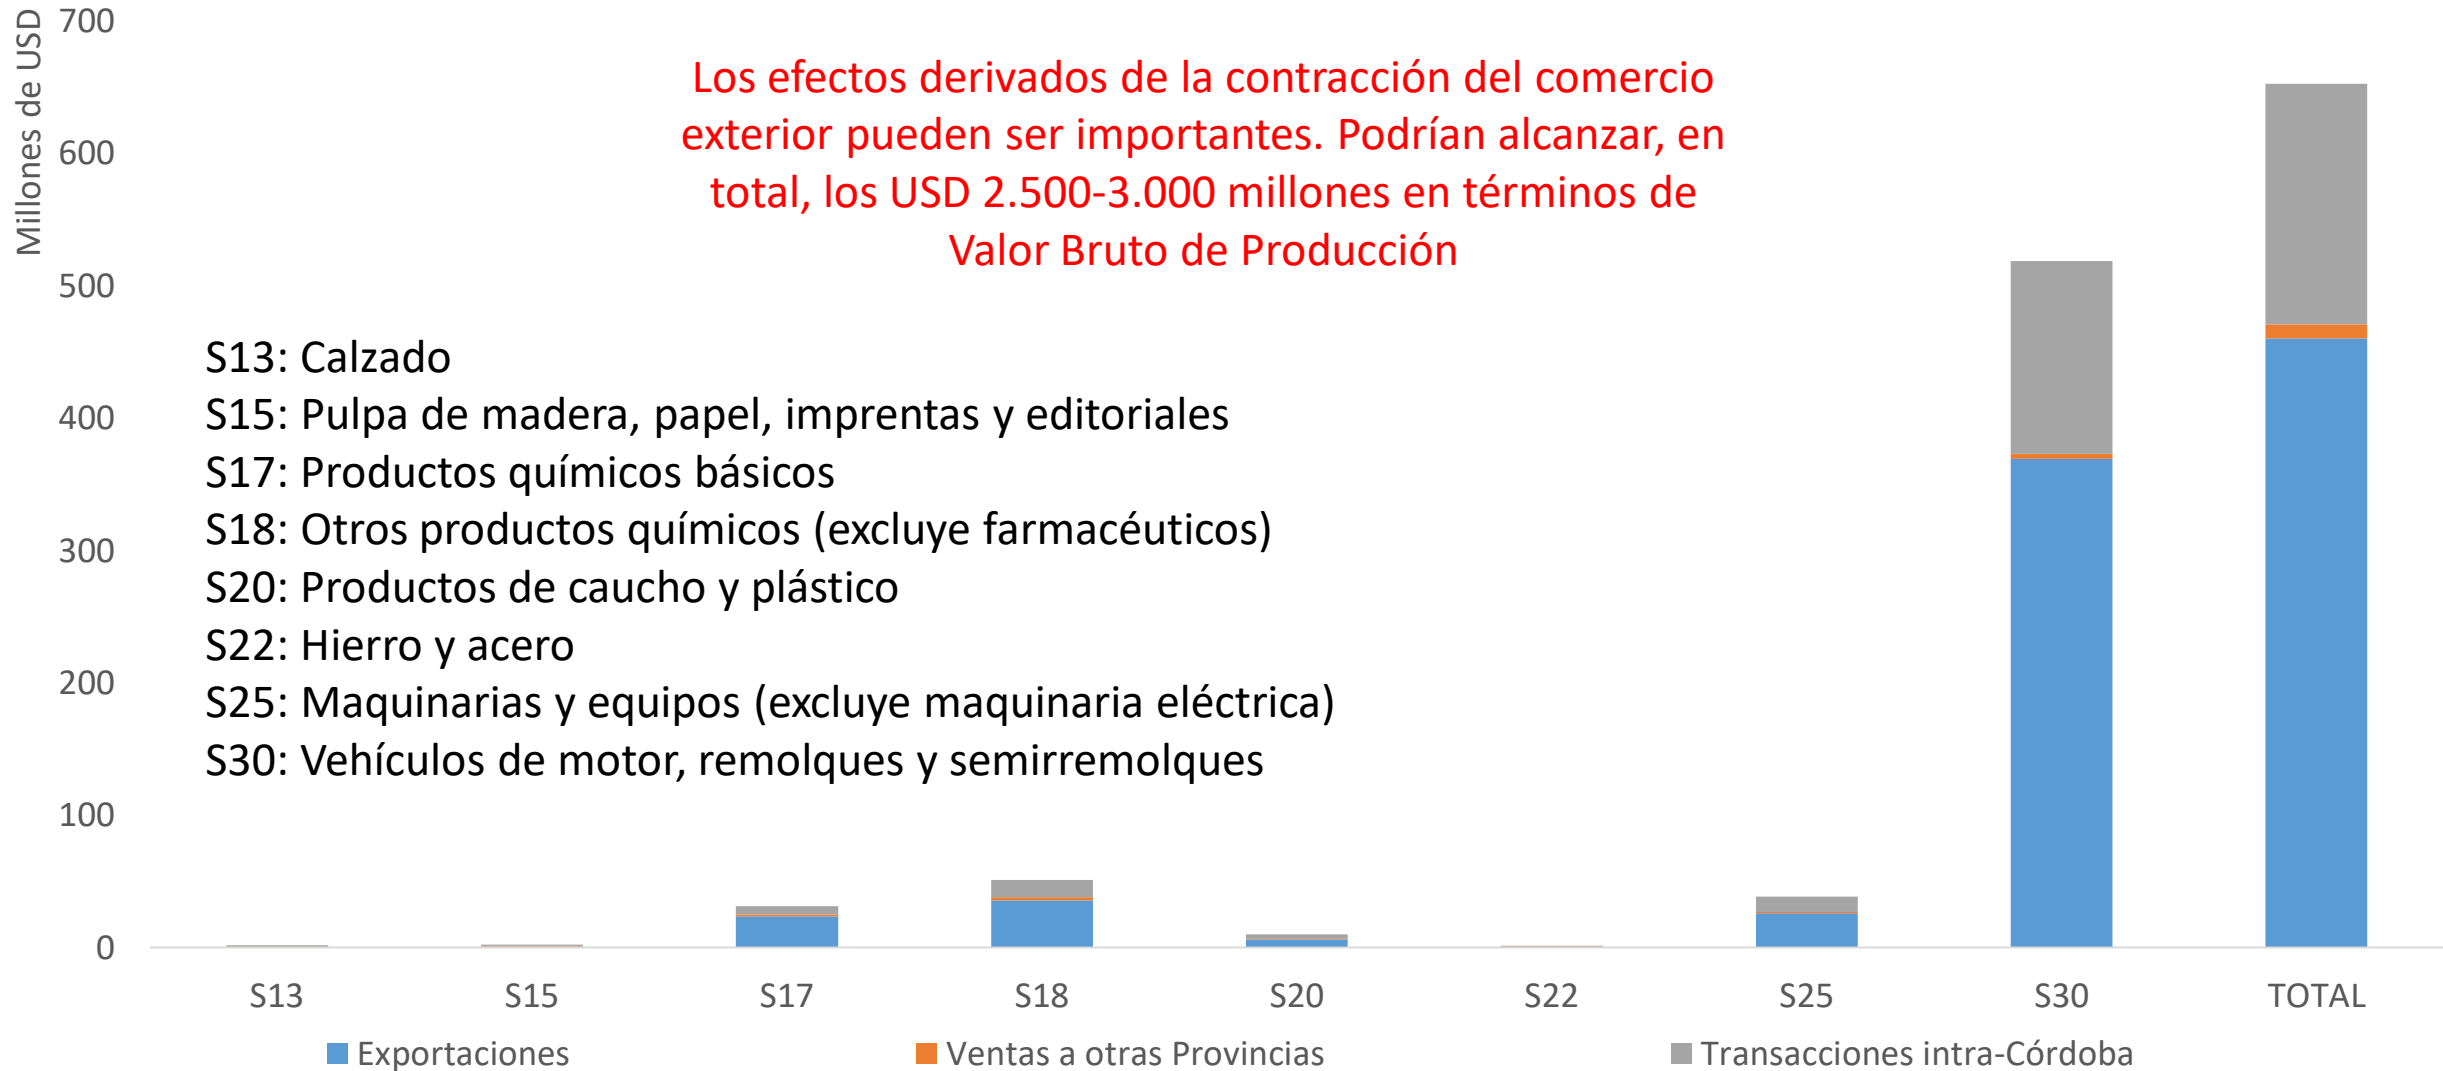 Millones de USD
700
600
500
400
300
200
100
0
Los efectos derivados de la contracción del comercio
exterior pueden ser importantes. Podrían alcanzar, en
total, los USD 2.500-3.000 millones en términos de
Valor Bruto de Producción
S13: Calzado
S15: Pulpa de madera, papel, imprentas y editoriales
S17: Productos químicos básicos
S18: Otros productos químicos (excluye farmacéuticos)
S20: Productos de caucho y plástico
S22: Hierro y acero
S25: Maquinarias y equipos (excluye maquinaria eléctrica)
S30: Vehículos de motor, remolques y semirremolques
S13 S15 S17 S18 S20 S22 S25 S30 TOTAL
Exportaciones Ventas a otras Provincias Transacciones intra-Córdoba